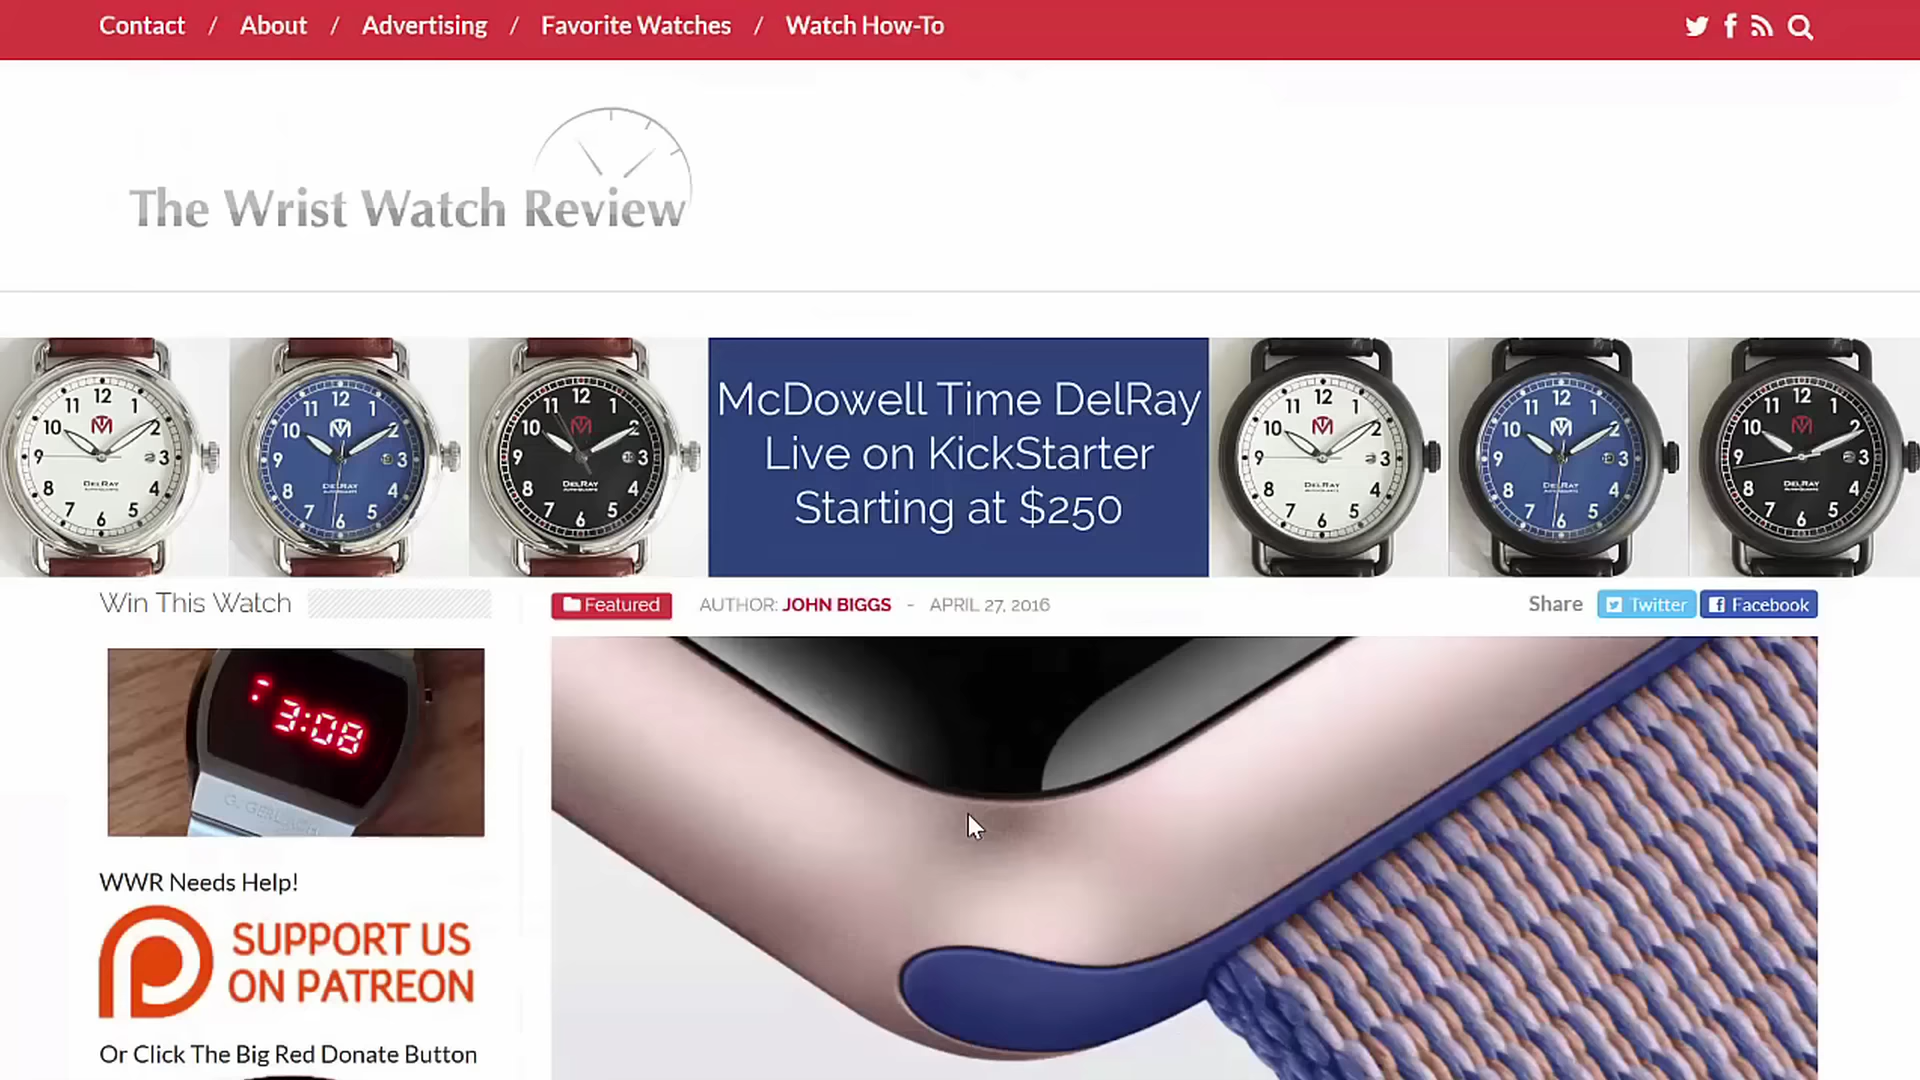 Contact / About / Advertising / Favorite Watches / Watch How-To
The Wrist Watch Review
McDowell Time DelRay
Live on KickStarter
Starting at $250
Win This Watch
Featured AUTHOR: JOHN BIGGS - APRIL 27, 2016 Share Twitter Facebook
3:08
WWR Needs Help!
SUPPORT US
ON PATREON
Or Click The Big Red Donate Button